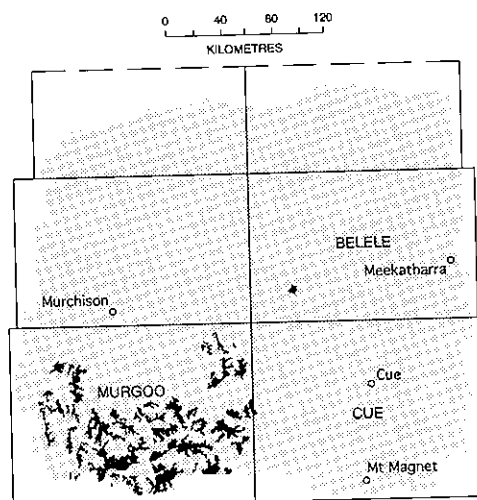 0 40 80 120
KILOMETRES
BELELE
Meekatharra
Murchison
Cue
MURGOO
CUE
Mt Magnet